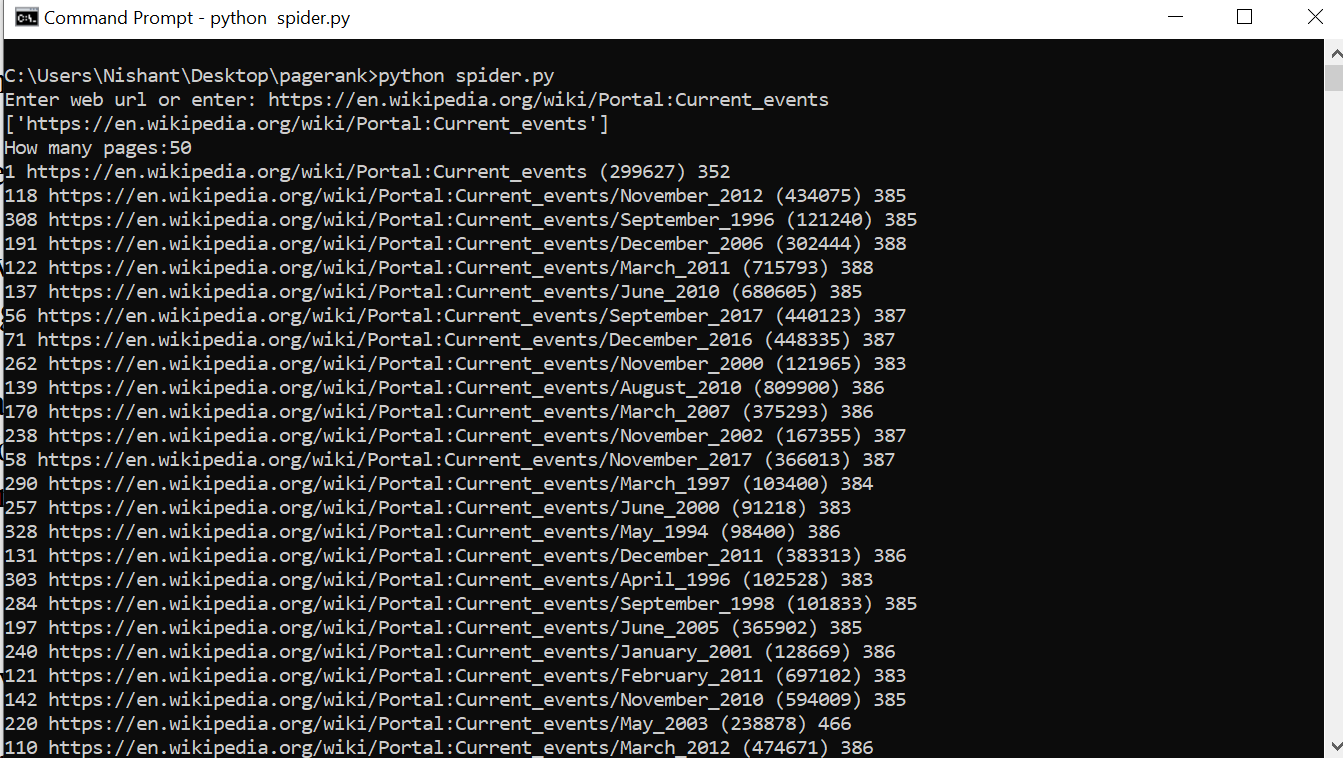 Command Prompt - python  spider.py
C:\Users\Nishant\Desktop\pagerank>python spider.py
Enter web url or enter: https://en.wikipedia.org/wiki/Portal:Current_events
['https://en.wikipedia.org/wiki/Portal:Current_events']
How many pages:50
1 https://en.wikipedia.org/wiki/Portal:Current_events (299627) 352
118 https://en.wikipedia.org/wiki/Portal:Current_events/November_2012 (434075) 385
308 https://en.wikipedia.org/wiki/Portal:Current_events/September_1996 (121240) 385
191 https://en.wikipedia.org/wiki/Portal:Current_events/December_2006 (302444) 388
122 https://en.wikipedia.org/wiki/Portal:Current_events/March_2011 (715793) 388
137 https://en.wikipedia.org/wiki/Portal:Current_events/June_2010 (680605) 385
56 https://en.wikipedia.org/wiki/Portal:Current_events/September_2017 (440123) 387
71 https://en.wikipedia.org/wiki/Portal:Current_events/December_2016 (448335) 387
262 https://en.wikipedia.org/wiki/Portal:Current_events/November_2000 (121965) 383
139 https://en.wikipedia.org/wiki/Portal:Current_events/August_2010 (809900) 386
170 https://en.wikipedia.org/wiki/Portal:Current_events/March_2007 (375293) 386
238 https://en.wikipedia.org/wiki/Portal:Current_events/November_2002 (167355) 387
58 https://en.wikipedia.org/wiki/Portal:Current_events/November_2017 (366013) 387
290 https://en.wikipedia.org/wiki/Portal:Current_events/March_1997 (103400) 384
257 https://en.wikipedia.org/wiki/Portal:Current_events/June_2000 (91218) 383
328 https://en.wikipedia.org/wiki/Portal:Current_events/May_1994 (98400) 386
131 https://en.wikipedia.org/wiki/Portal:Current_events/December_2011 (383313) 386
303 https://en.wikipedia.org/wiki/Portal:Current_events/April_1996 (102528) 383
284 https://en.wikipedia.org/wiki/Portal:Current_events/September_1998 (101833) 385
197 https://en.wikipedia.org/wiki/Portal:Current_events/June_2005 (365902) 385
240 https://en.wikipedia.org/wiki/Portal:Current_events/January_2001 (128669) 386
121 https://en.wikipedia.org/wiki/Portal:Current_events/February_2011 (697102) 383
142 https://en.wikipedia.org/wiki/Portal:Current_events/November_2010 (594009) 385
220 https://en.wikipedia.org/wiki/Portal:Current_events/May_2003 (238878) 466
110 https://en.wikipedia.org/wiki/Portal:Current_events/March_2012 (474671) 386